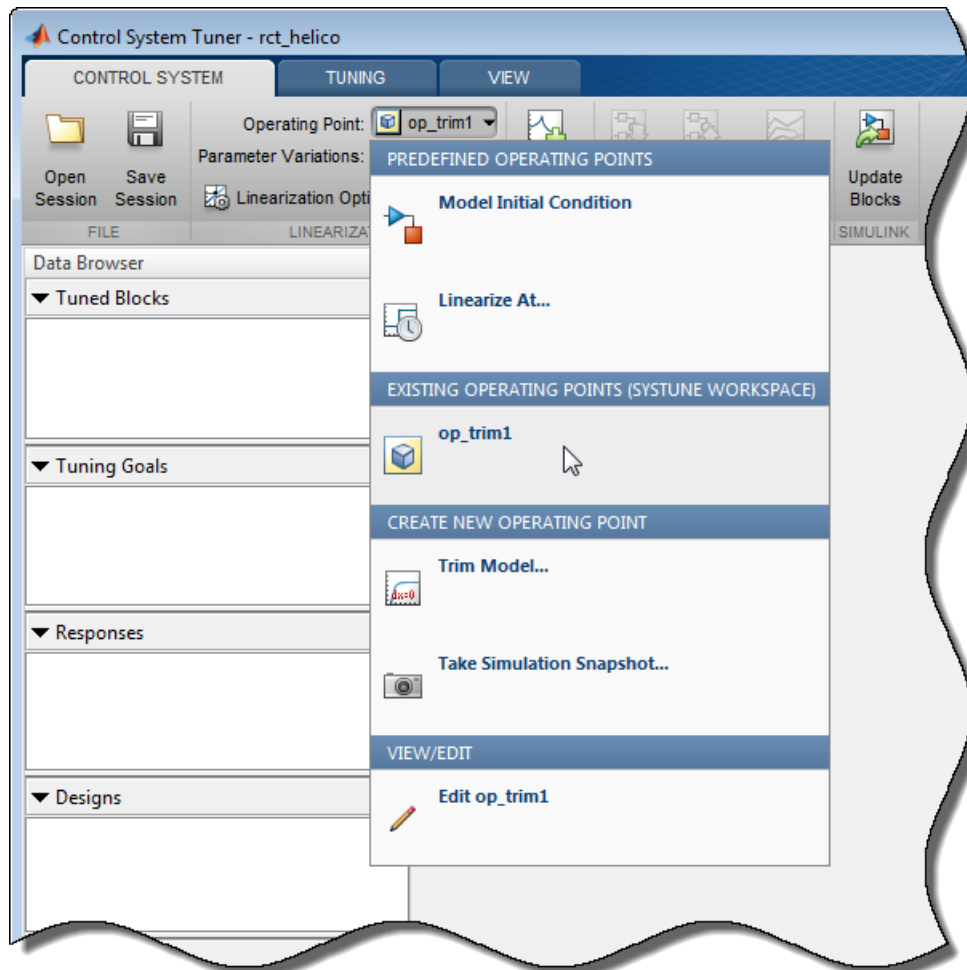 Control System Tuner - rct_helico
CONTROL SYSTEM
TUNING
VIEW
Operating Point: op_trim1
Parameter Variations:
Linearization Opti
Open
Session
Save
Session
Update
Blocks
FILE
LINEARIZA
SIMULINK
PREDEFINED OPERATING POINTS
Model Initial Condition
Linearize At...
EXISTING OPERATING POINTS (SYSTUNE WORKSPACE)
op_trim1
CREATE NEW OPERATING POINT
dx=0
Trim Model...
Take Simulation Snapshot...
VIEW/EDIT
Edit op_trim1
Data Browser
Tuned Blocks
Tuning Goals
Responses
Designs